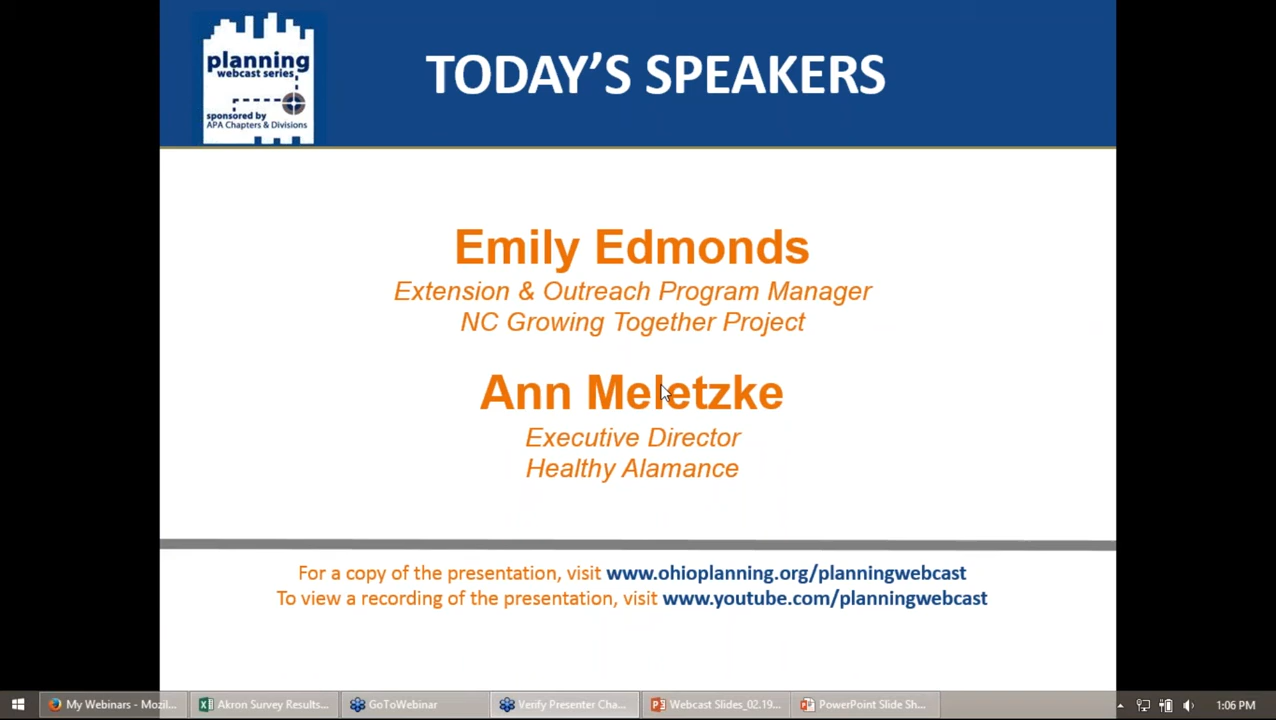 planning
webcast series
sponsored by
APA Chapters & Divisions
TODAY'S SPEAKERS
Emily Edmonds
Extension & Outreach Program Manager
NC Growing Together Project
Ann Meletzke
Executive Director
Healthy Alamance
For a copy of the presentation, visit www.ohioplanning.org/planningwebcast
To view a recording of the presentation, visit www.youtube.com/planningwebcast
My Webinars - Mozil...
Akron Survey Results...
GoToWebinar
Verify Presenter Cha...
Webcast Slides_02.19...
PowerPoint Slide Sh...
1:06 PM